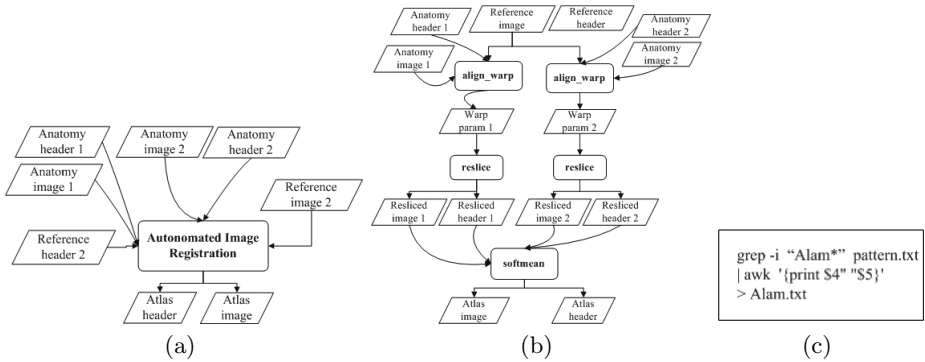 Anatomy
header 1
Anatomy
image 2
Anatomy
header 2
Anatomy
image 1
Reference
image 2
Reference
header 2
Autonomated Image
Registration
Atlas
header
Atlas
image
(a)
Anatomy
header 1
Reference
image
Reference
header
Anatomy
header 2
Anatomy
image 1
Anatomy
image 2
align_warp
align_warp
Warp
param 1
Warp
param 2
reslice
reslice
Resliced
image 1
Resliced
header 1
Resliced
image 2
Resliced
header 2
softmean
Atlas
image
Atlas
header
(b)
grep -i “Alam*” pattern.txt
| awk '{print $4" "$5}'
> Alam.txt
(c)